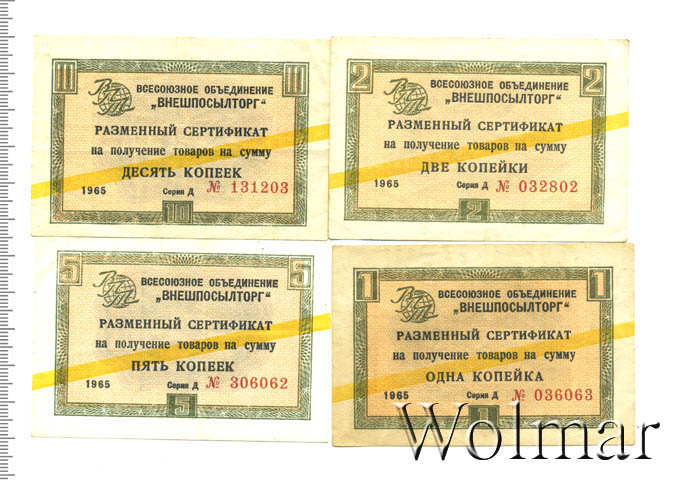 10 10
ВСЕСОЮЗНОЕ ОБЪЕДИНЕНИЕ
„ВНЕШПОСЫЛТОРГ“
РАЗМЕННЫЙ СЕРТИФИКАТ
на получение товаров на сумму
ДЕСЯТЬ КОПЕЕК
1965 Серия Д № 131203
10
2 2
ВСЕСОЮЗНОЕ ОБЪЕДИНЕНИЕ
„ВНЕШПОСЫЛТОРГ“
РАЗМЕННЫЙ СЕРТИФИКАТ
на получение товаров на сумму
ДВЕ КОПЕЙКИ
1965 Серия Д № 032802
2
5 5
ВСЕСОЮЗНОЕ ОБЪЕДИНЕНИЕ
„ВНЕШПОСЫЛТОРГ“
РАЗМЕННЫЙ СЕРТИФИКАТ
на получение товаров на сумму
ПЯТЬ КОПЕЕК
1965 Серия Д № 306062
5
1 1
ВСЕСОЮЗНОЕ ОБЪЕДИНЕНИЕ
„ВНЕШПОСЫЛТОРГ“
РАЗМЕННЫЙ СЕРТИФИКАТ
на получение товаров на сумму
ОДНА КОПЕЙКА
1965 Серия Д № 036063
1
Wolmar